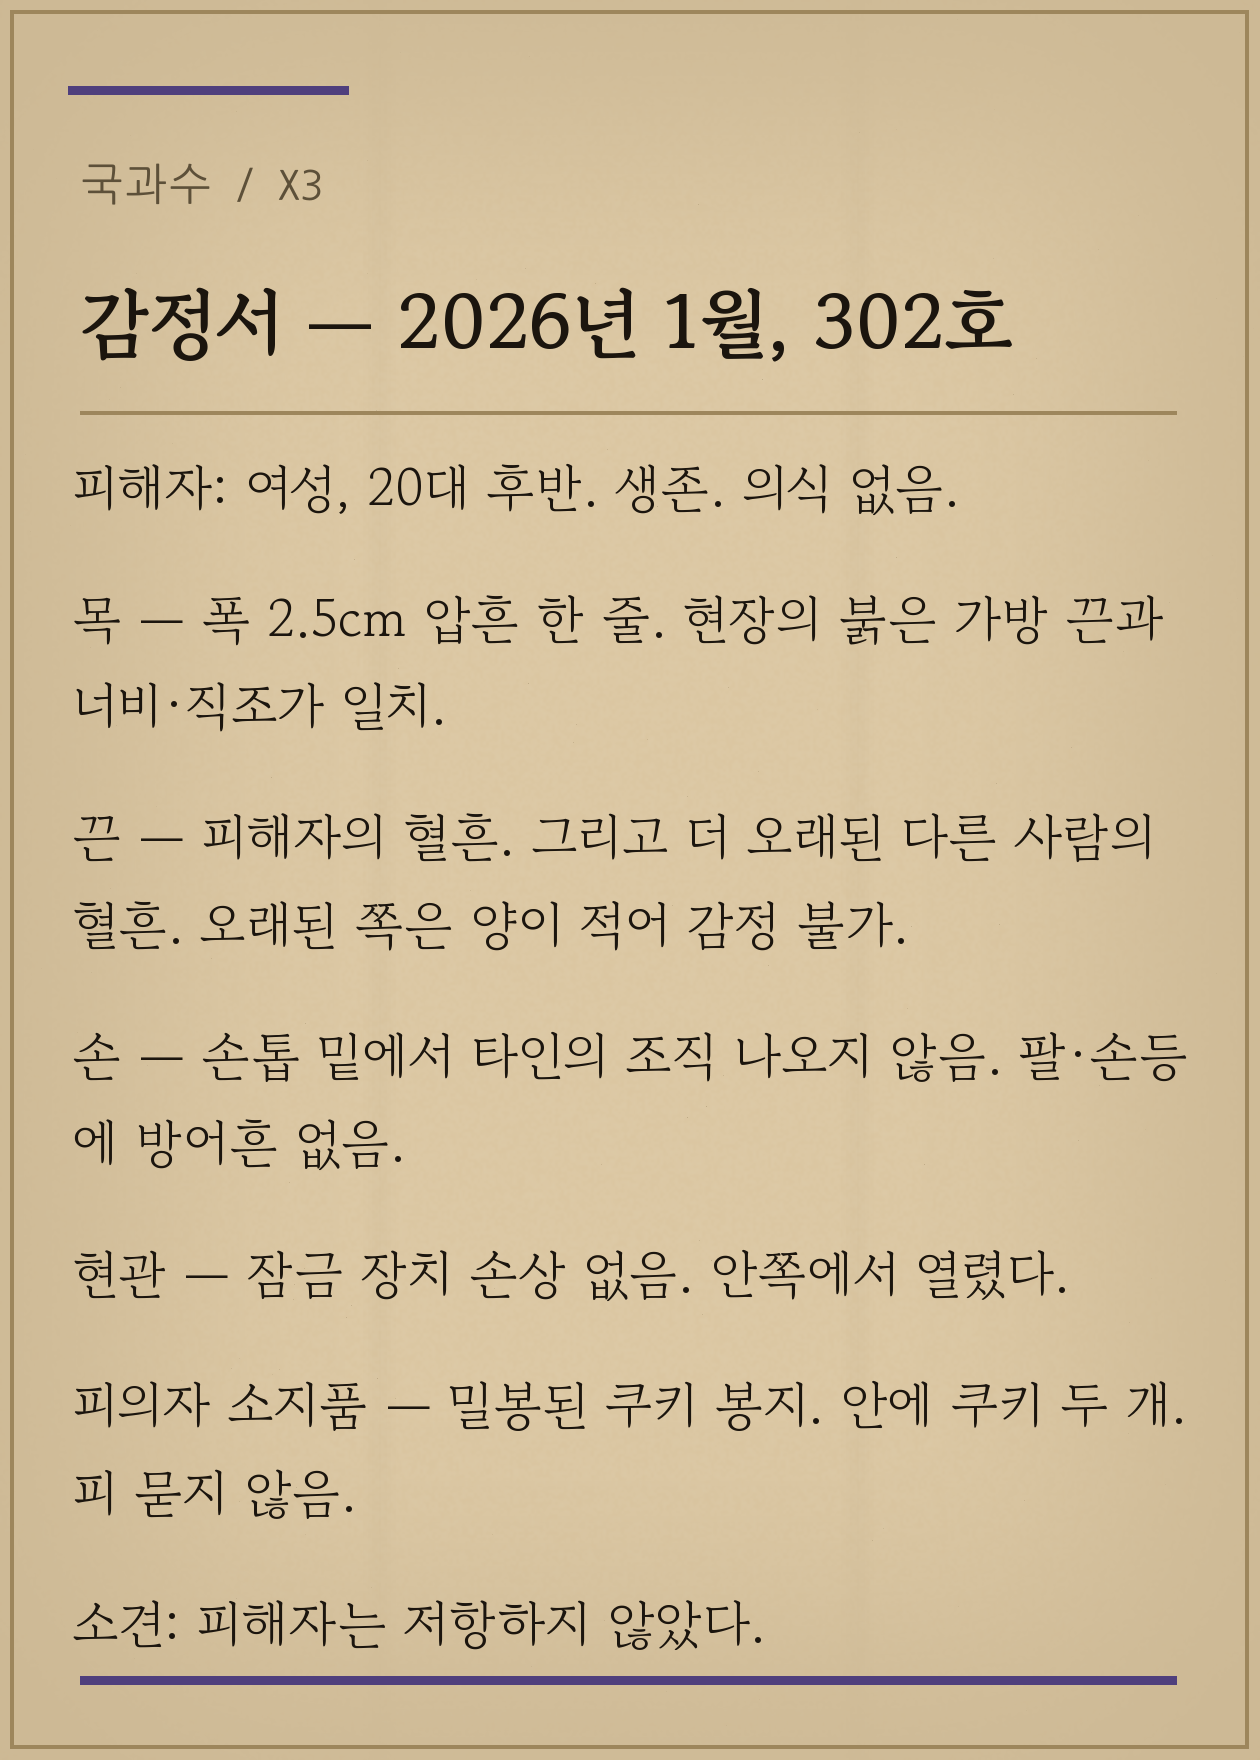 국과수 / X3
감정서 — 2026년 1월, 302호
피해자: 여성, 20대 후반. 생존. 의식 없음.
목 — 폭 2.5cm 압흔 한 줄. 현장의 붉은 가방 끈과
너비·직조가 일치.
끈 — 피해자의 혈흔. 그리고 더 오래된 다른 사람의
혈흔. 오래된 쪽은 양이 적어 감정 불가.
손 — 손톱 밑에서 타인의 조직 나오지 않음. 팔·손등
에 방어흔 없음.
현관 — 잠금 장치 손상 없음. 안쪽에서 열렸다.
피의자 소지품 — 밀봉된 쿠키 봉지. 안에 쿠키 두 개.
피 묻지 않음.
소견: 피해자는 저항하지 않았다.